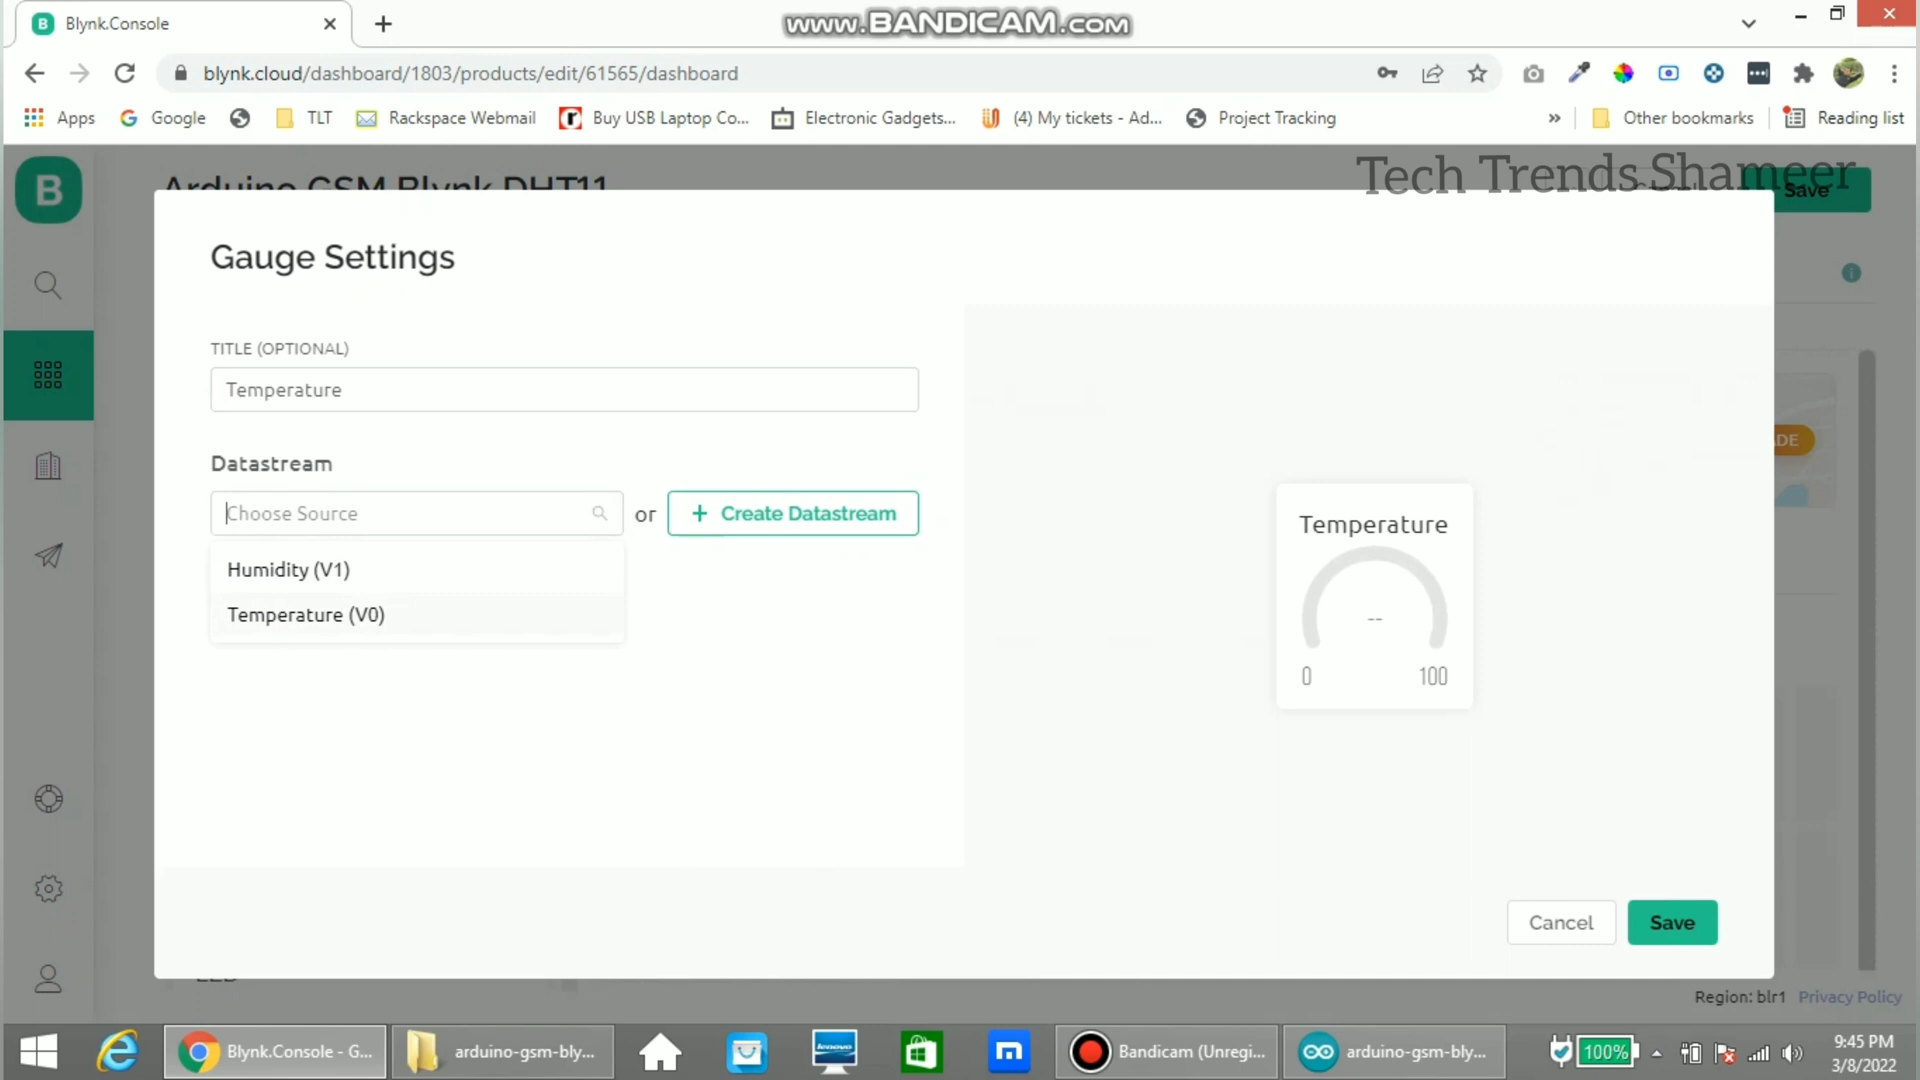 Blynk.Console
www.BANDICAM.com
blynk.cloud/dashboard/1803/products/edit/61565/dashboard
Apps
Google
TLT
Rackspace Webmail
Buy USB Laptop Co...
Electronic Gadgets...
(4) My tickets - Ad...
Project Tracking
»
Other bookmarks
Reading list
B
Arduino GSM Blynk DHT11
Tech Trends Shameer
Save
Gauge Settings
TITLE (OPTIONAL)
Temperature
Datastream
Choose Source
or
+ Create Datastream
Humidity (V1)
Temperature (V0)
Temperature
--
0
100
Cancel
Save
Region: blr1
Privacy Policy
Blynk.Console - G...
arduino-gsm-bly...
lenovo
Bandicam (Unregi...
arduino-gsm-bly...
100%
9:45 PM
3/8/2022